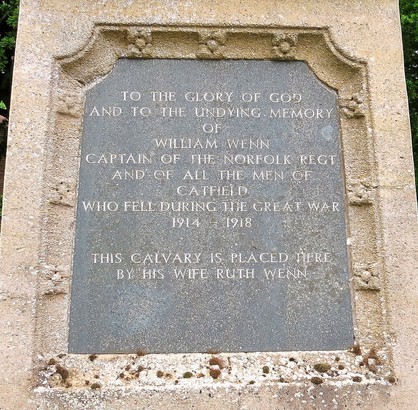 TO THE GLORY OF GOD
AND TO THE UNDYING MEMORY
OF
WILLIAM WENN
CAPTAIN OF THE NORFOLK REGT
AND OF ALL THE MEN OF
CATFIELD
WHO FELL DURING THE GREAT WAR
1914 - 1918
THIS CALVARY IS PLACED HERE
BY HIS WIFE RUTH WENN